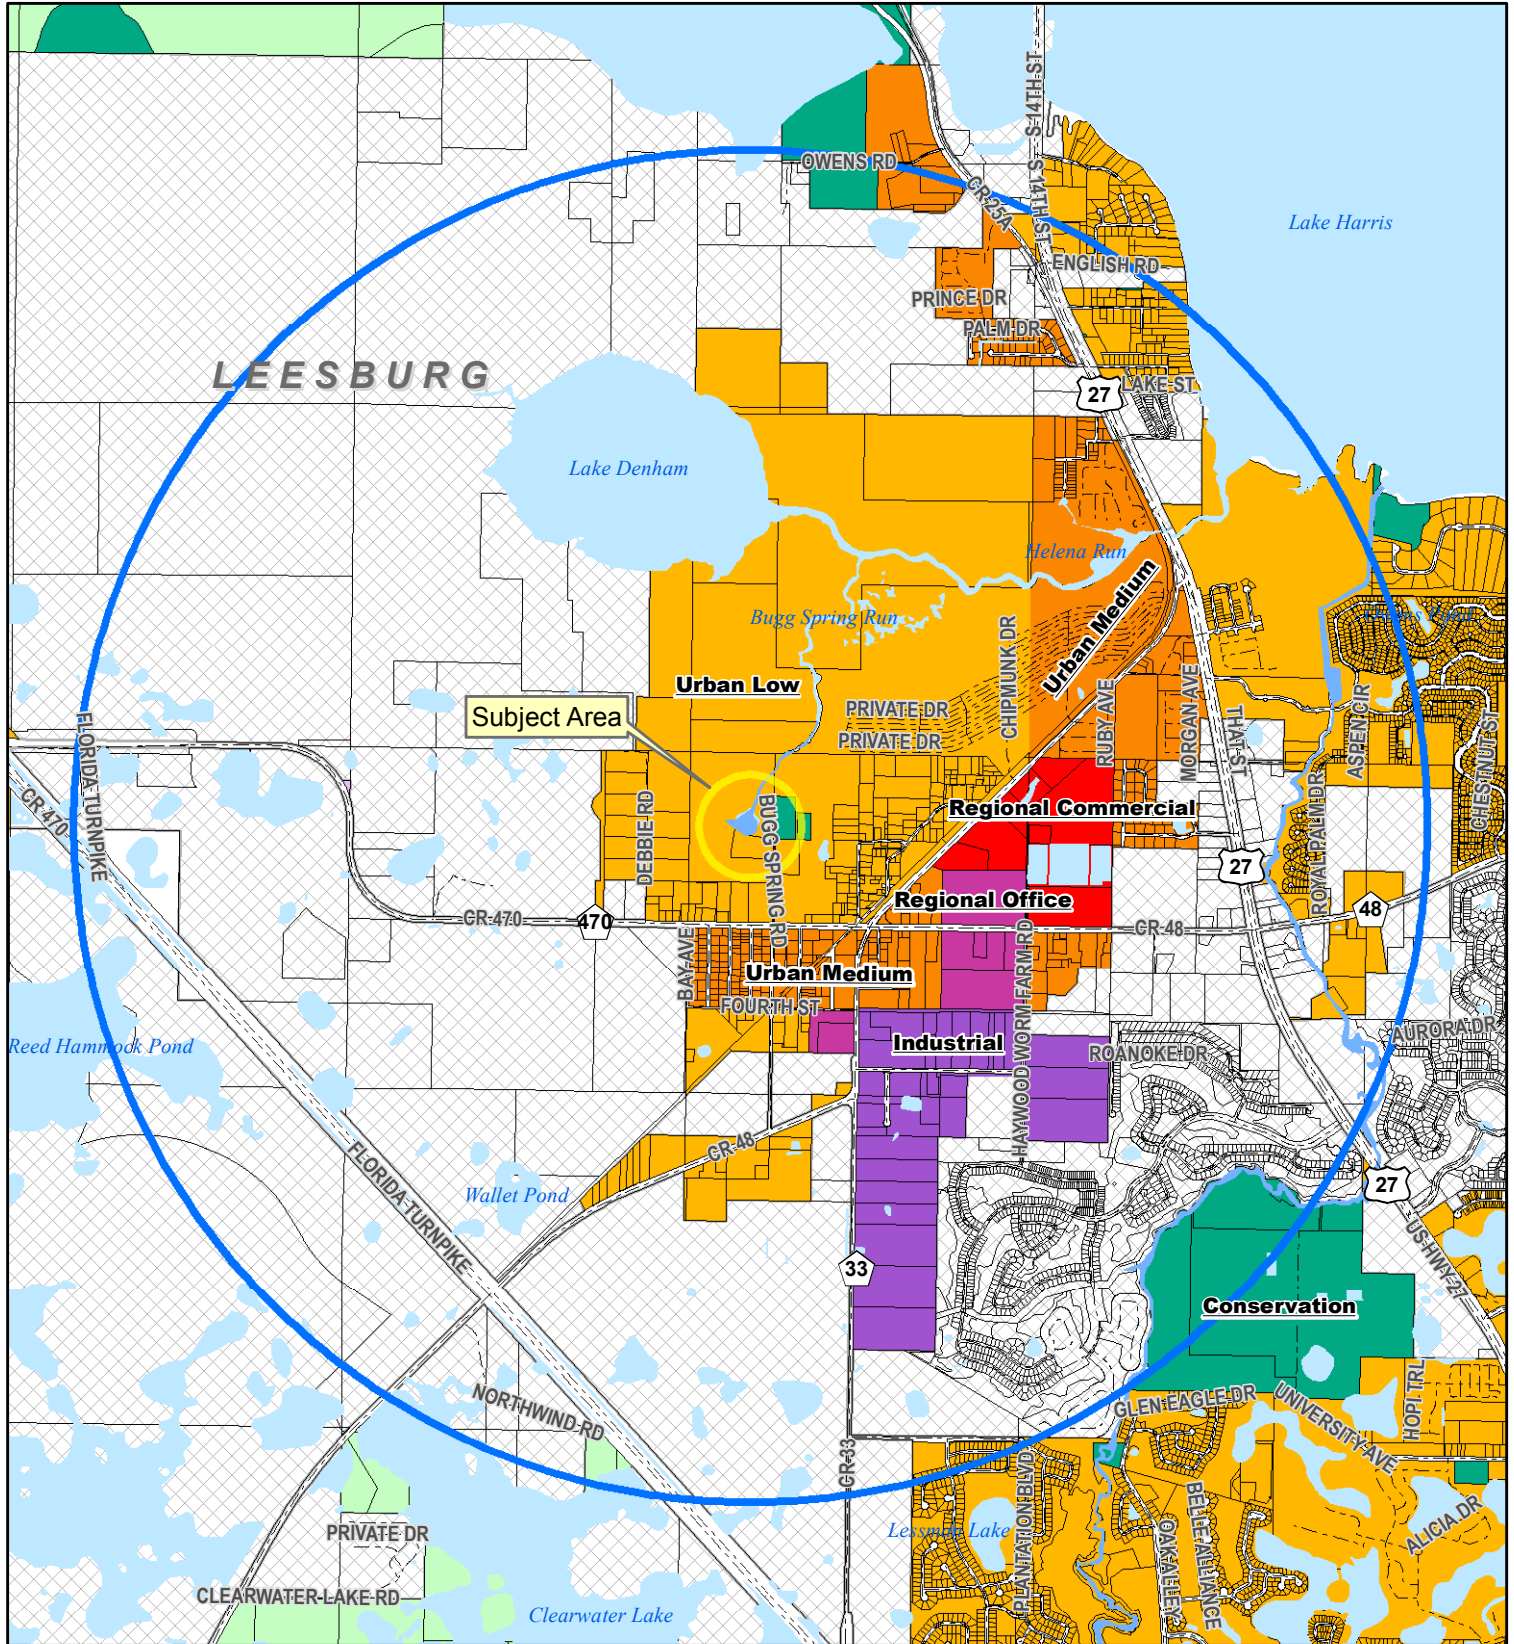 S 14TH ST
OWENS RD
CR-25A
S 14TH ST
Lake Harris
ENGLISH RD
PRINCE DR
PALM DR
LEESBURG
27
LAKE ST
Lake Denham
Helena Run
Bugg Spring Run
Urban Medium
CHIPMUNK DR
Urban Low
Subject Area
PRIVATE DR
PRIVATE DR
RUBY AVE
MORGAN AVE
THAT ST
ASPEN CIR
CHESTNUT ST
FLORIDA TURNPIKE
CR 470
DEBBIE RD
BUGG SPRING RD
Regional Commercial
ROYAL PALM DR
27
Regional Office
48
CR-470
470
CR-48
BAY AVE
Urban Medium
FOURTH ST
HAYWOOD WORM FARM RD
Reed Hammock Pond
Industrial
ROANOKE DR
AURORA DR
CR-48
FLORIDA TURNPIKE
Wallet Pond
27
US HWY 27
33
Conservation
NORTHWIND RD
GLEN EAGLE DR
UNIVERSITY AVE
HOPI TRL
CR-33
PLANTATION BLVD
PRIVATE DR
Lessman Lake
OAK ALLEY
BELLE ALLIANCE
ALICIA DR
CLEARWATER LAKE RD
Clearwater Lake